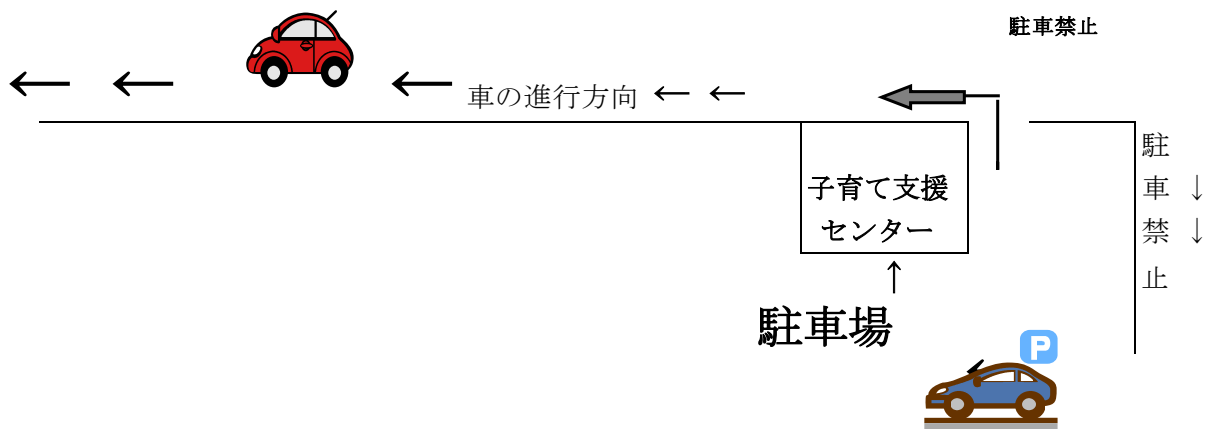 駐車禁止
← ← ← 車の進行方向 ← ←
子育て支援
センター
駐車禁止
↓
↓
↑
駐車場
P